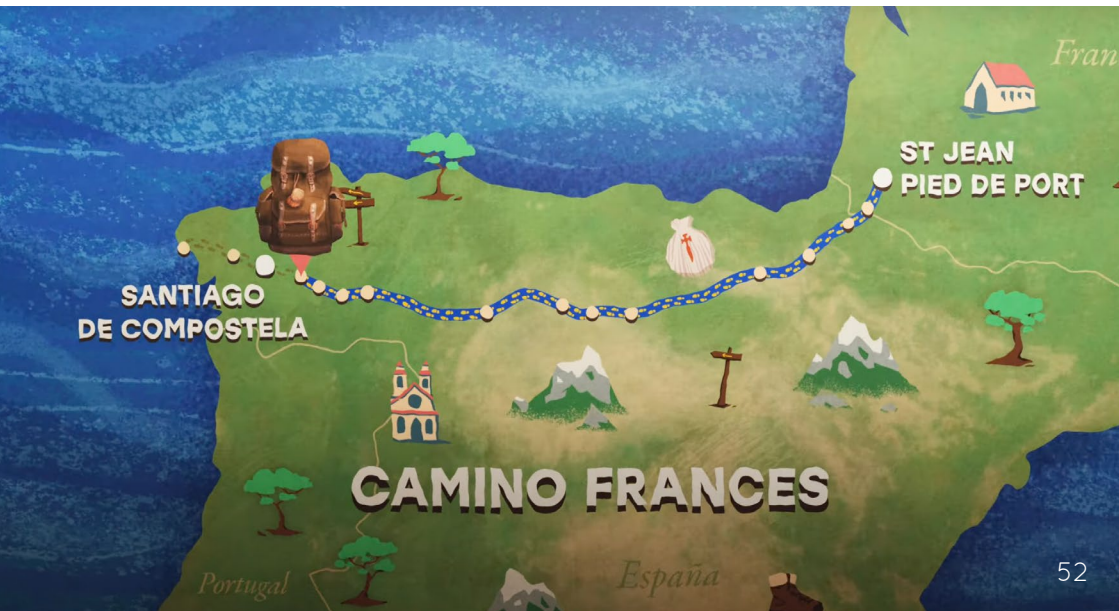 Fran
ST JEAN
PIED DE PORT
SANTIAGO
DE COMPOSTELA
CAMINO FRANCES
España
Portugal
52